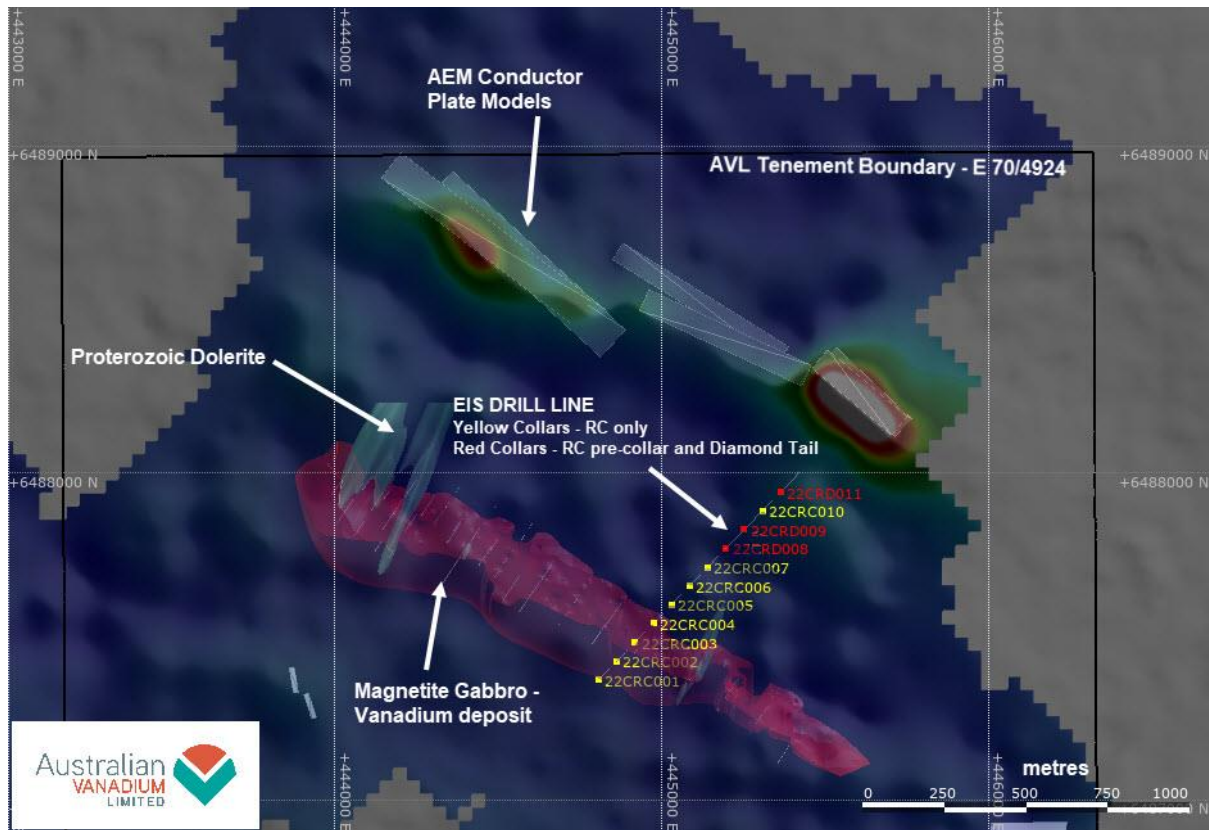 +443000 E
+444000 E
+445000 E
+446000 E
AEM Conductor
Plate Models
+6489000 N
+6489000 N
AVL Tenement Boundary - E 70/4924
Proterozoic Dolerite
EIS DRILL LINE
Yellow Collars - RC only
Red Collars - RC pre-collar and Diamond Tail
+6488000 N
+6488000 N
22CRD011
22CRC010
22CRD009
22CRD008
22CRC007
22CRC006
22CRC005
22CRC004
22CRC003
22CRC002
22CRC001
Magnetite Gabbro -
Vanadium deposit
Australian
VANADIUM
LIMITED
+444000 E
+445000 E
+446000 E
metres
0 250 500 750 1000